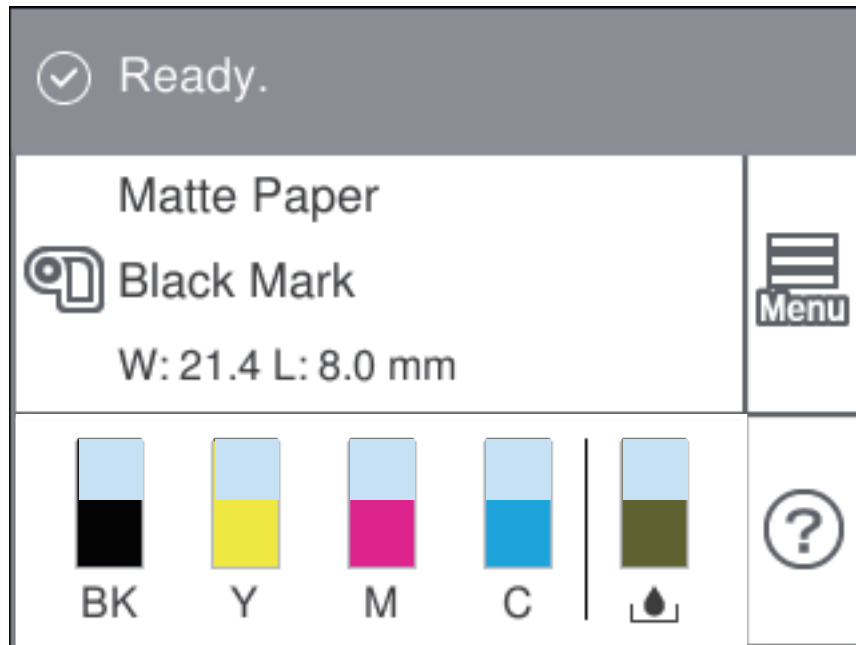 Ready.
Matte Paper
Black Mark
W: 21.4 L: 8.0 mm
Menu
BK Y M C
?